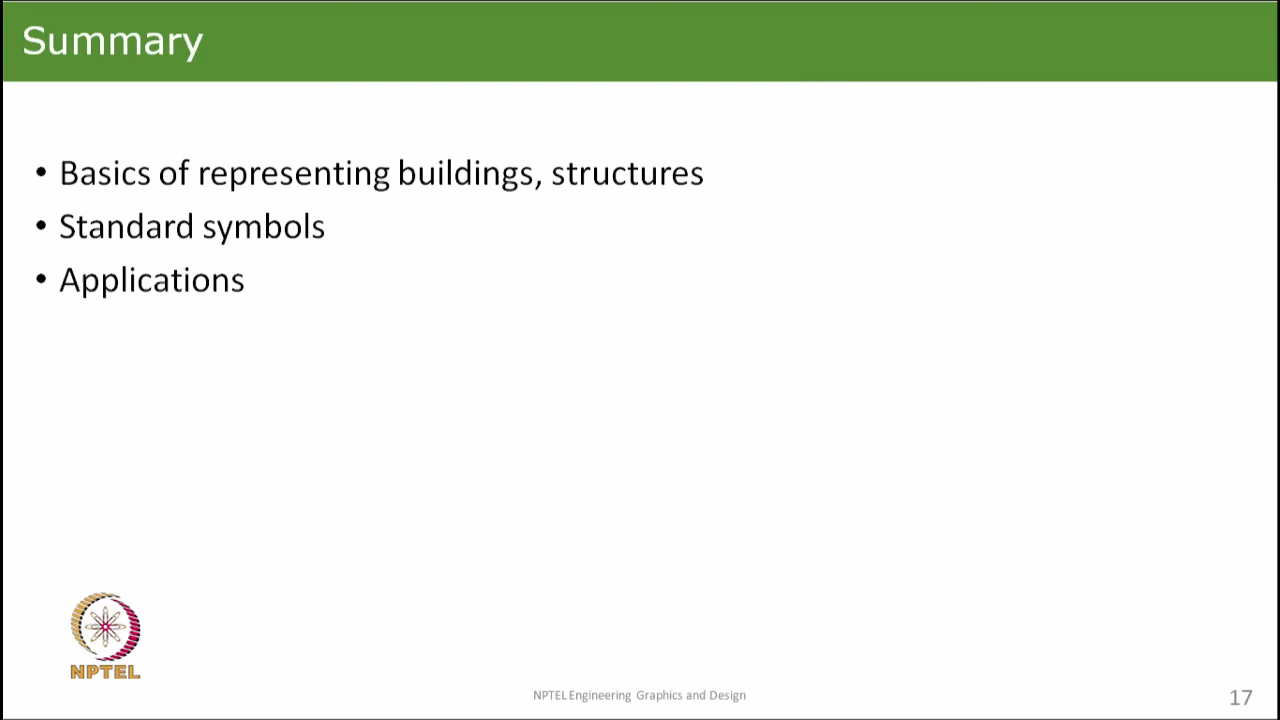 Summary
• Basics of representing buildings, structures
• Standard symbols
• Applications
NPTEL
NPTEL Engineering Graphics and Design
17